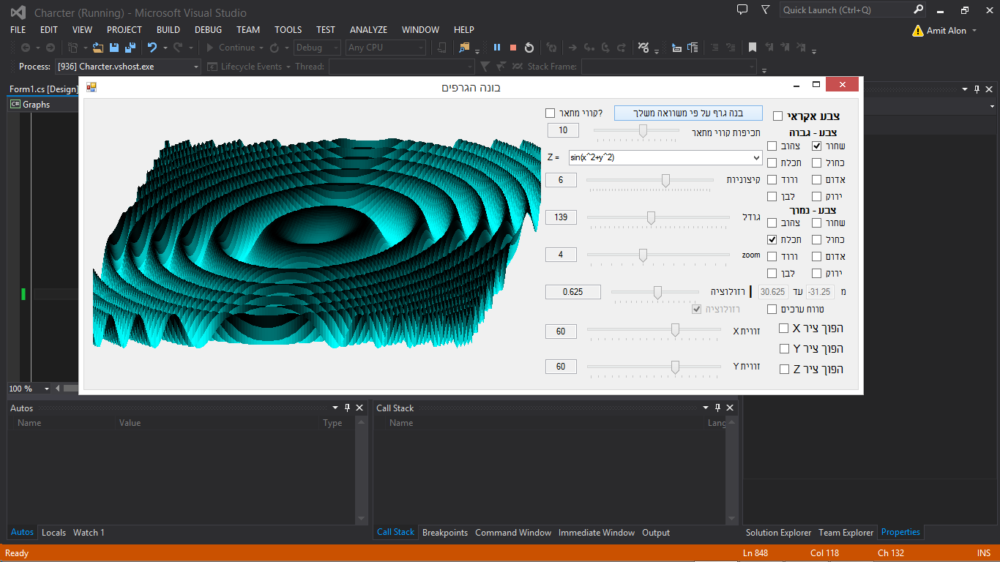 Charcter (Running) - Microsoft Visual Studio
Quick Launch (Ctrl+Q)
FILE EDIT VIEW PROJECT BUILD DEBUG TEAM TOOLS TEST ANALYZE WINDOW HELP
Amit Alon
Continue Debug Any CPU
Process: [936] Charcter.vshost.exe Lifecycle Events Thread: Stack Frame:
Form1.cs [Design]
C# Graphs
בונה הגרפים
קווי מתאר?
בנה גרף על פי משוואה משלך
צבע אקראי
10
תכיפות קווי מתאר
צבע - גבוה
Z = sin(x^2+y^2)
שחור
צהוב
כחול
תכלת
6
קיצוניות
אדום
ורוד
ירוק
לבן
צבע - נמוך
139
גודל
שחור
צהוב
כחול
תכלת
4
zoom
אדום
ורוד
ירוק
לבן
0.625
רזולוציה
מ -31.25 עד 30.625
רזולוציה
טווח ערכים
60
זווית X
הפוך ציר X
הפוך ציר Y
60
זווית Y
הפוך ציר Z
100 %
Autos
Name Value Type
Call Stack
Name Lang
Autos Locals Watch 1
Call Stack Breakpoints Command Window Immediate Window Output
Solution Explorer Team Explorer Properties
Ready Ln 848 Col 118 Ch 132 INS